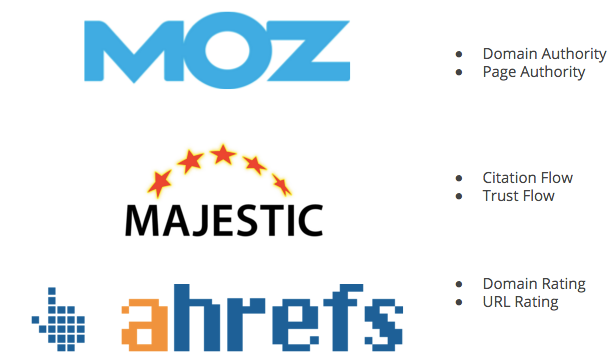 MOZ
• Domain Authority
• Page Authority
MAJESTIC
• Citation Flow
• Trust Flow
ahrefs
• Domain Rating
• URL Rating